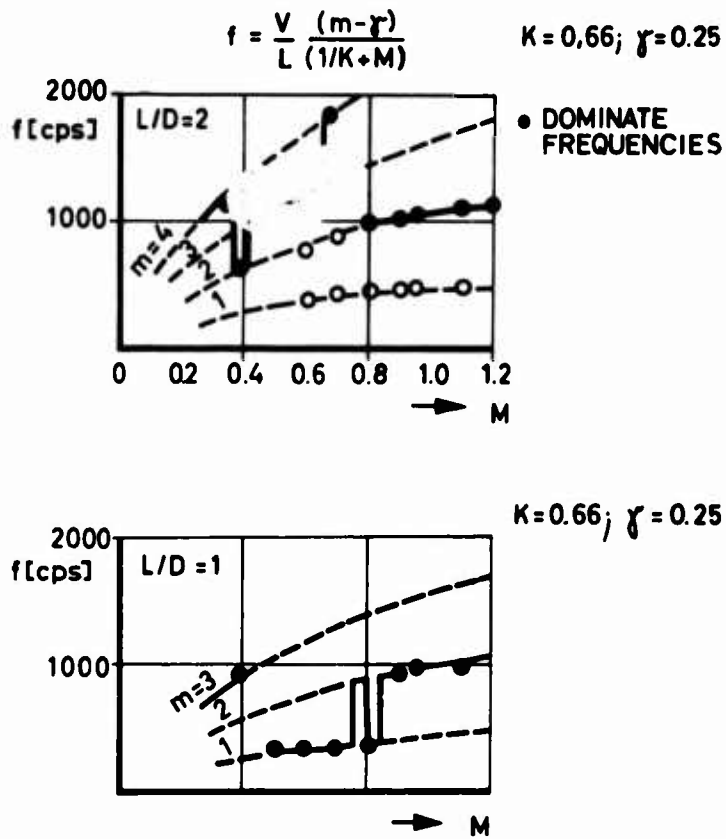 f = V/L (m-γ)/(1/K+M)
K=0,66; γ=0.25
2000
f[cps]
L/D=2
● DOMINATE
FREQUENCIES
1000
m=4
3
2
1
0
0
0.2
0.4
0.6
0.8
1.0
1.2
M
K=0.66; γ=0.25
2000
f[cps]
L/D=1
1000
m=3
2
1
0
M